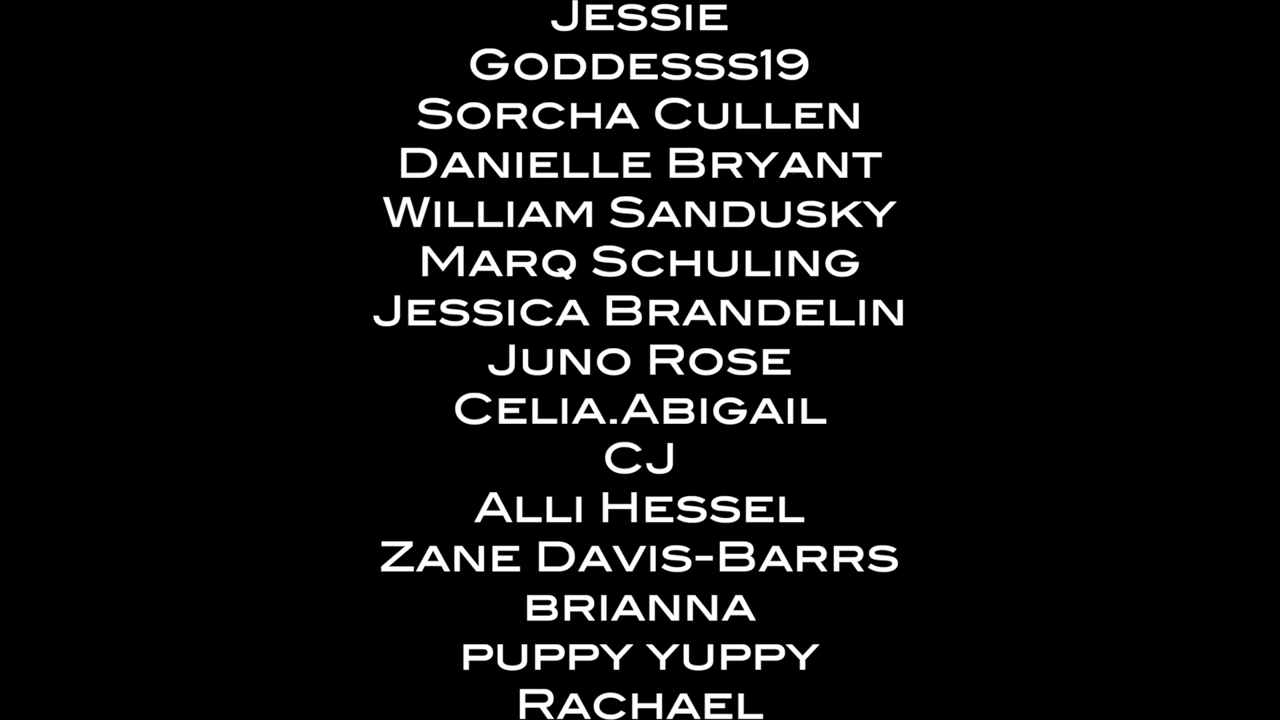 Jessie
Goddesss19
Sorcha Cullen
Danielle Bryant
William Sandusky
Marq Schuling
Jessica Brandelin
Juno Rose
Celia.Abigail
CJ
Alli Hessel
Zane Davis-Barrs
brianna
puppy yuppy
Rachael